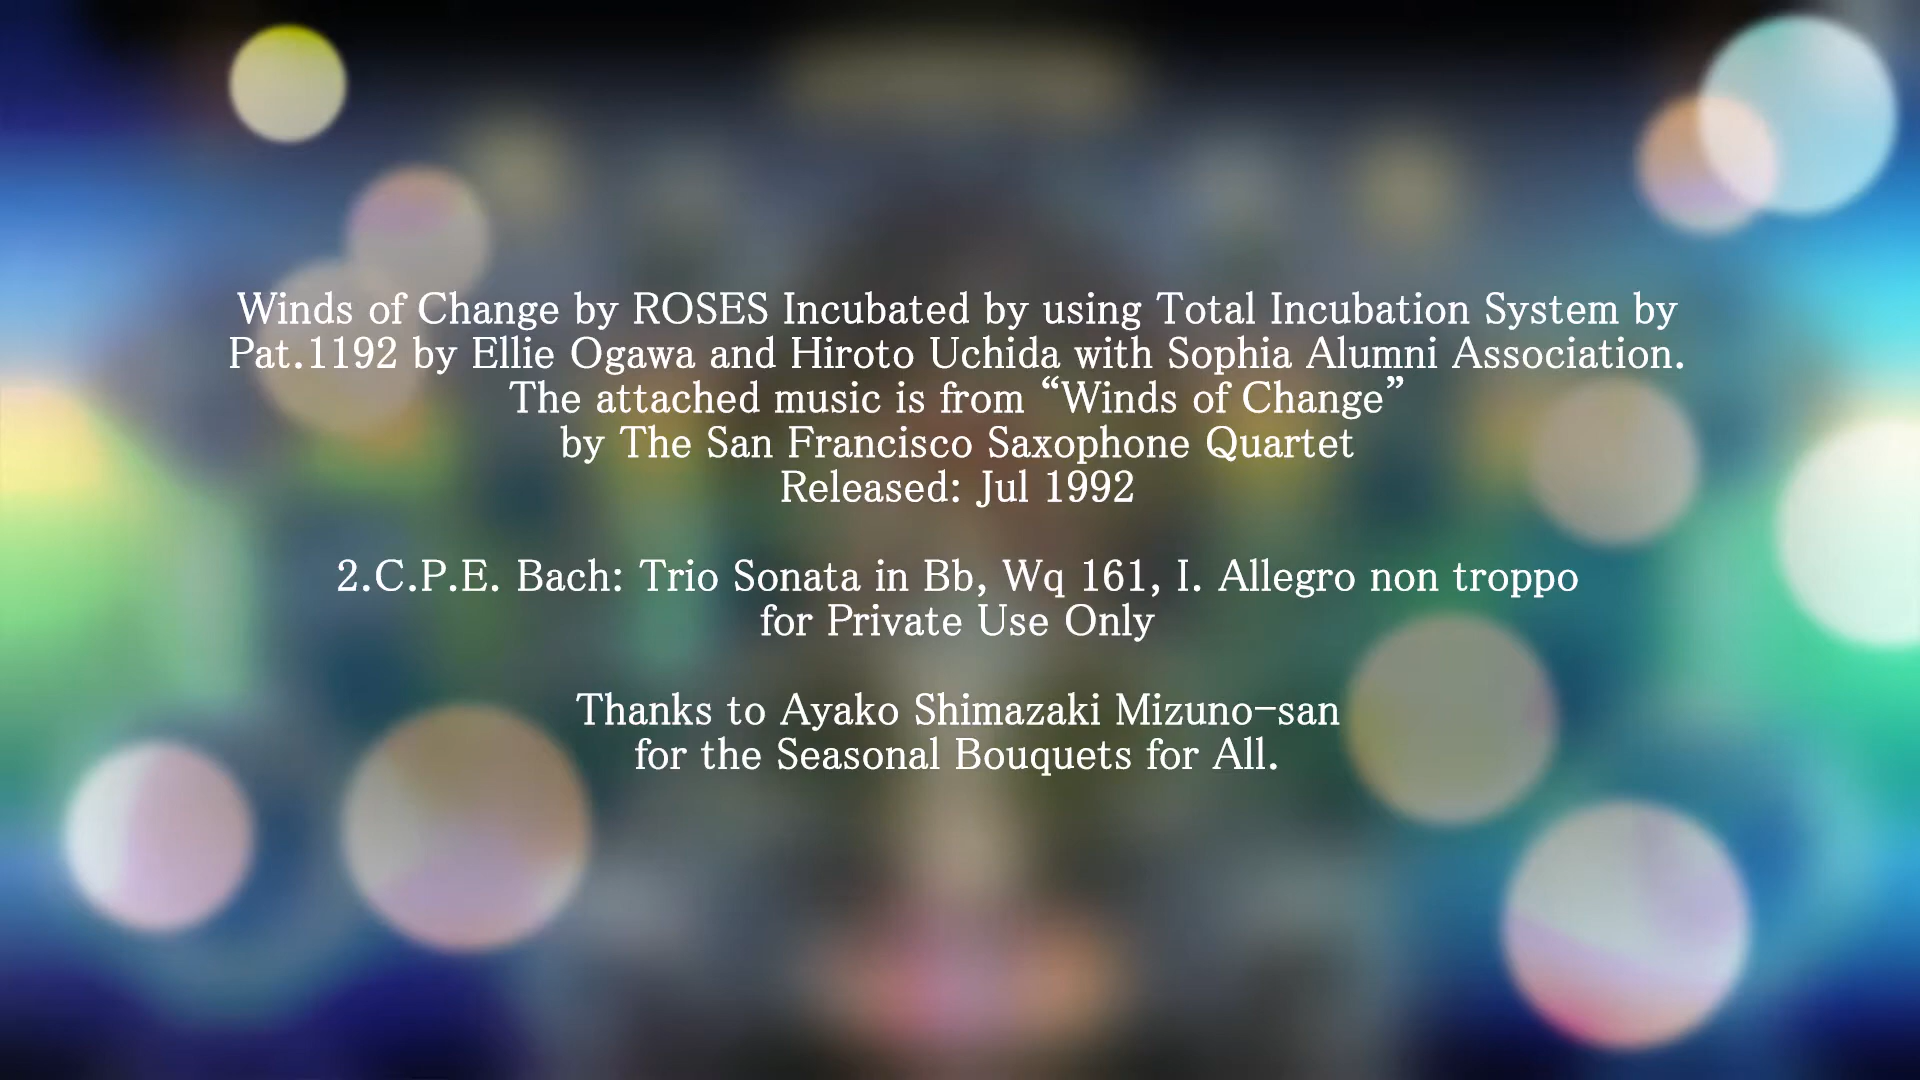 Winds of Change by ROSES Incubated by using Total Incubation System by
Pat.1192 by Ellie Ogawa and Hiroto Uchida with Sophia Alumni Association.
The attached music is from “Winds of Change”
by The San Francisco Saxophone Quartet
Released: Jul 1992
2.C.P.E. Bach: Trio Sonata in Bb, Wq 161, I. Allegro non troppo
for Private Use Only
Thanks to Ayako Shimazaki Mizuno-san
for the Seasonal Bouquets for All.